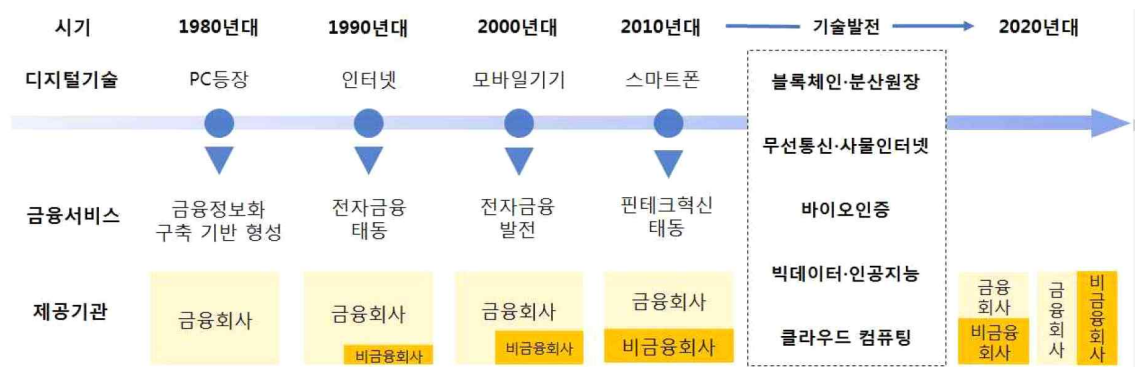 시기 1980년대 1990년대 2000년대 2010년대 기술발전 2020년대
디지털기술 PC등장 인터넷 모바일기기 스마트폰
블록체인·분산원장
무선통신·사물인터넷
바이오인증
빅데이터·인공지능
클라우드 컴퓨팅
금융서비스
금융정보화
구축 기반 형성
전자금융
태동
전자금융
발전
핀테크혁신
태동
제공기관
금융회사
금융회사
비금융회사
금융회사
비금융회사
금융회사
비금융회사
금융
회사
비금융
회사
금융회사
비금융회사